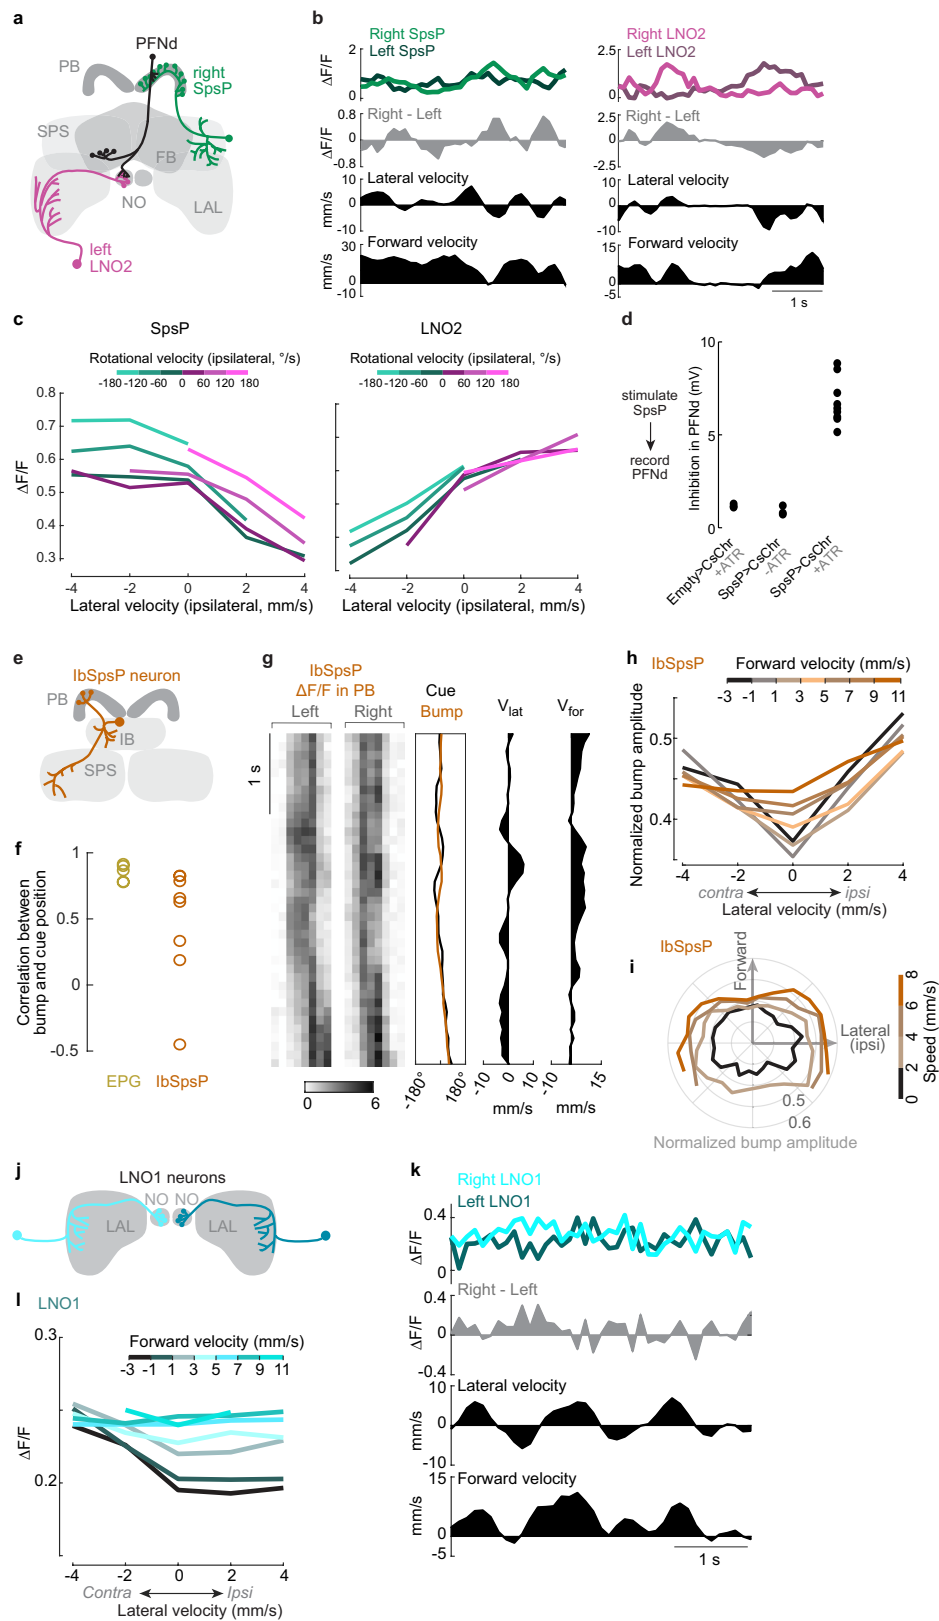 a
PFNd
PB
right
SpsP
SPS
FB
NO
LAL
left
LNO2
b
Right SpsP
Left SpsP
2
ΔF/F
0
Right - Left
0.8
ΔF/F
0
-0.8
Lateral velocity
10
mm/s
0
-10
Forward velocity
30
mm/s
0
-10
Right LNO2
Left LNO2
2.5
0
Right - Left
2.5
0
-2.5
Lateral velocity
10
0
-10
Forward velocity
15
0
-5
1 s
c
SpsP
LNO2
Rotational velocity (ipsilateral, °/s)
-180 -120 -60 0 60 120 180
Rotational velocity (ipsilateral, °/s)
-180 -120 -60 0 60 120 180
0.8
0.7
0.6
ΔF/F
0.5
0.4
0.3
-4 -2 0 2 4
Lateral velocity (ipsilateral, mm/s)
-4 -2 0 2 4
Lateral velocity (ipsilateral, mm/s)
d
stimulate
SpsP
record
PFNd
Inhibition in PFNd (mV)
10
5
0
Empty>CsChr
+ATR
SpsP>CsChr
-ATR
SpsP>CsChr
+ATR
e
IbSpsP neuron
PB
IB
SPS
f
Correlation between
bump and cue position
1
0.5
0
-0.5
EPG
IbSpsP
g
IbSpsP
ΔF/F in PB
Left
Right
1 s
0 6
Cue
Bump
-180° 180°
Vlat
-10 0 10
mm/s
Vfor
-10 15
mm/s
h
IbSpsP
Forward velocity (mm/s)
-3 -1 1 3 5 7 9 11
Normalized bump amplitude
0.5
0.4
-4 -2 0 2 4
contra
ipsi
Lateral velocity (mm/s)
i
IbSpsP
Forward
Lateral
(ipsi)
0.5
0.6
Normalized bump amplitude
Speed (mm/s)
8
6
4
2
0
j
LNO1 neurons
NO NO
LAL
LAL
k
Right LNO1
Left LNO1
0.4
ΔF/F
0
Right - Left
0.4
ΔF/F
0
-0.4
Lateral velocity
10
mm/s
0
-10
Forward velocity
15
mm/s
0
-5
1 s
l
LNO1
Forward velocity (mm/s)
-3 -1 1 3 5 7 9 11
0.3
ΔF/F
0.2
-4 -2 0 2 4
Contra
Ipsi
Lateral velocity (mm/s)